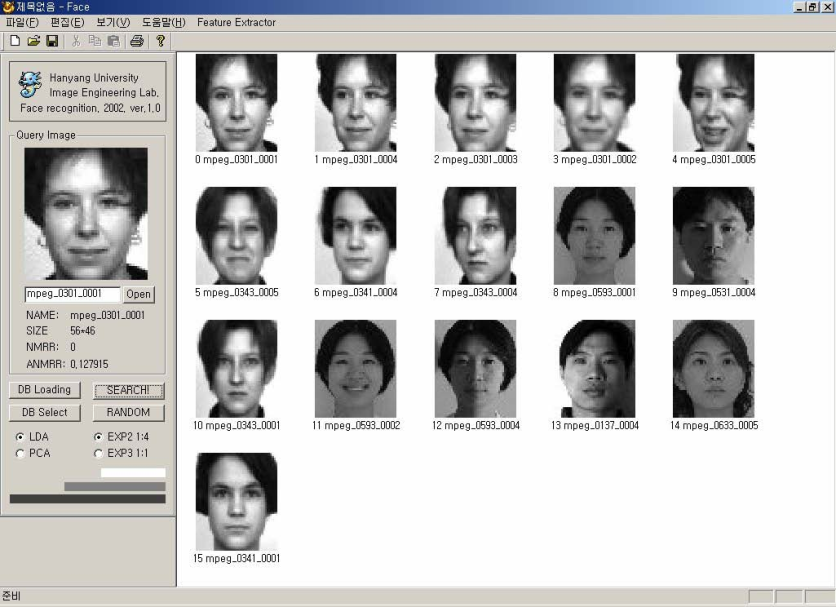 제목없음 - Face
파일(F) 편집(E) 보기(V) 도움말(H) Feature Extractor
Hanyang University
Image Engineering Lab.
Face recognition, 2002, ver,1,0
Query Image
mpeg_0301_0001 Open
NAME: mpeg_0301_0001
SIZE 56*46
NMRR: 0
ANMRR: 0,127915
DB Loading SEARCH!
DB Select RANDOM
LDA EXP2 1:4
PCA EXP3 1:1
0 mpeg_0301_0001 1 mpeg_0301_0004 2 mpeg_0301_0003 3 mpeg_0301_0002 4 mpeg_0301_0005
5 mpeg_0343_0005 6 mpeg_0341_0004 7 mpeg_0343_0004 8 mpeg_0593_0001 9 mpeg_0531_0004
10 mpeg_0343_0001 11 mpeg_0593_0002 12 mpeg_0593_0004 13 mpeg_0137_0004 14 mpeg_0633_0005
15 mpeg_0341_0001
준비